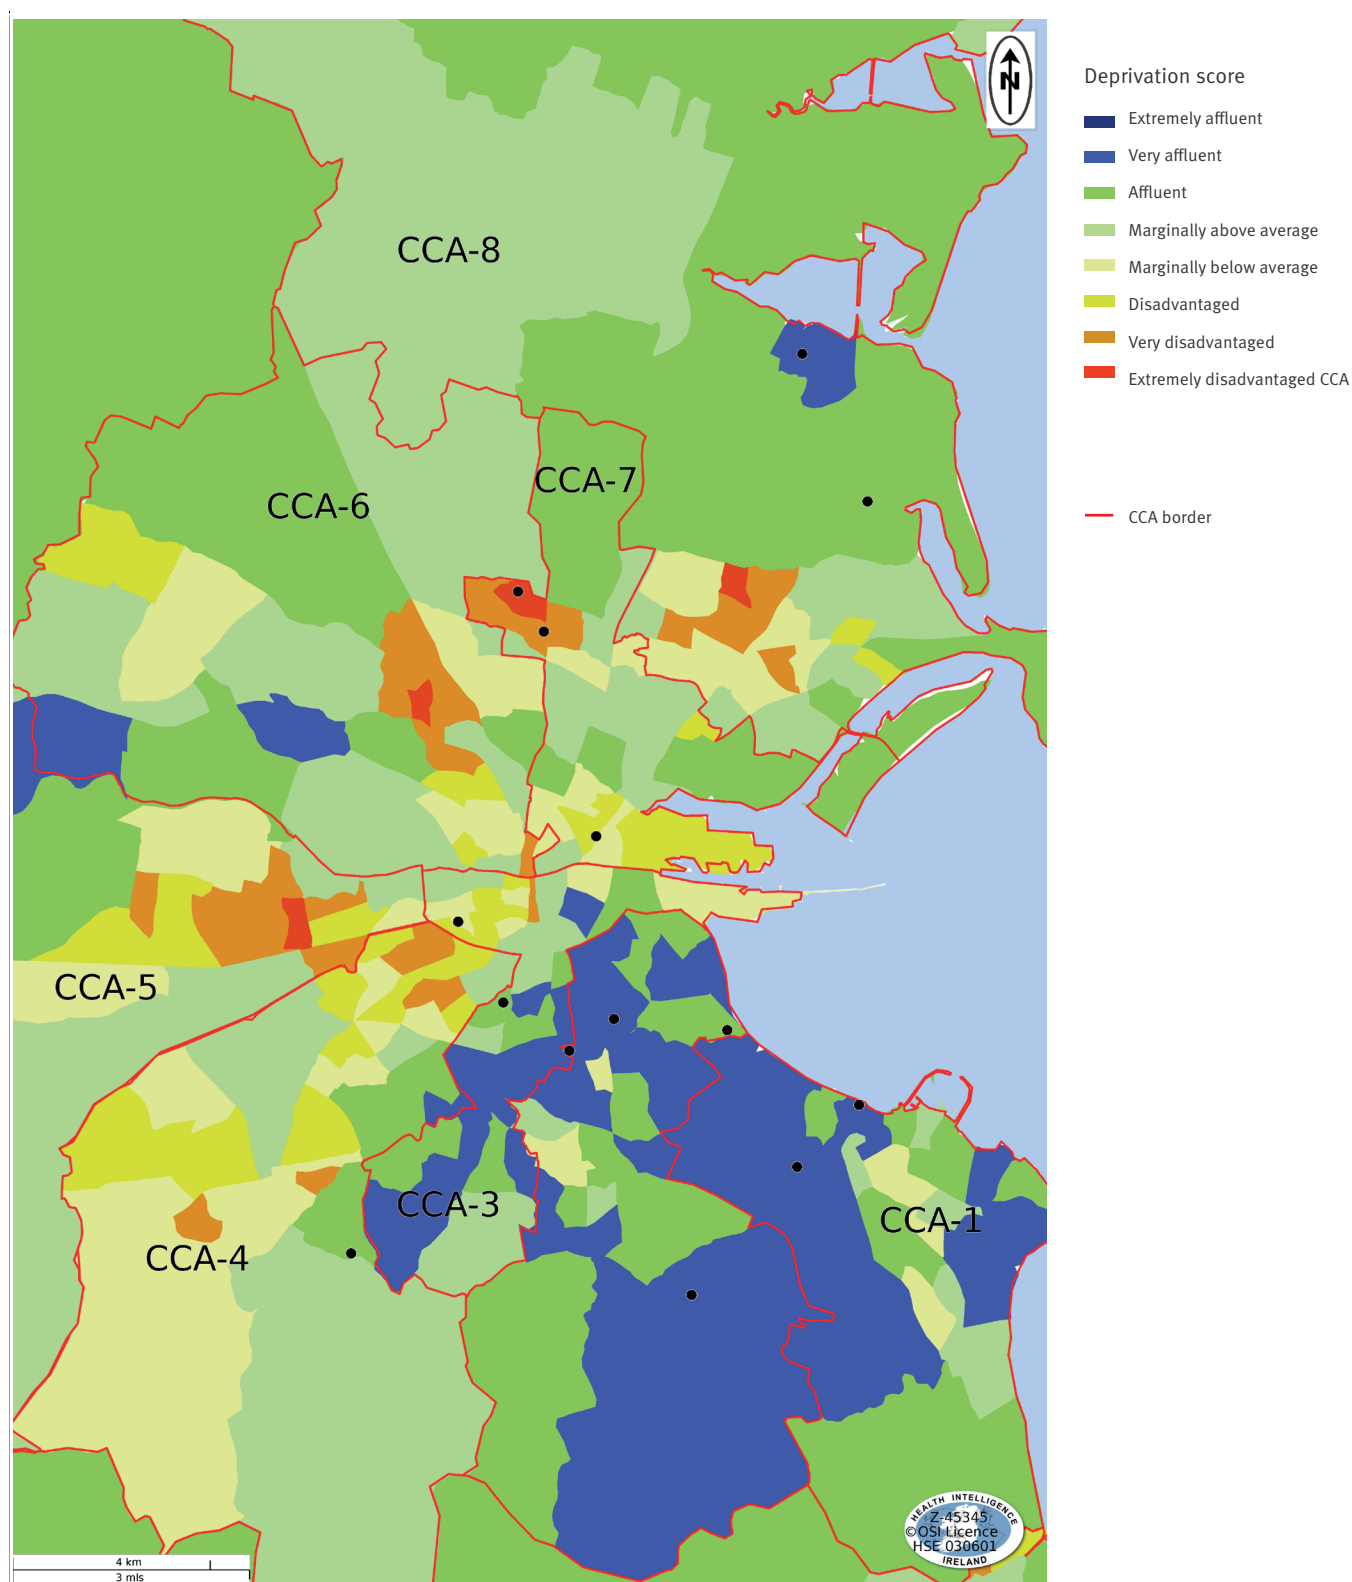 N
Deprivation score
Extremely affluent
Very affluent
Affluent
Marginally above average
Marginally below average
Disadvantaged
Very disadvantaged
Extremely disadvantaged CCA
CCA border
CCA-8
CCA-7
CCA-6
CCA-5
CCA-3
CCA-1
CCA-4
HEALTH INTELLIGENCE
Z-45345
©OSI Licence
HSE 030601
IRELAND
4 km
3 mls